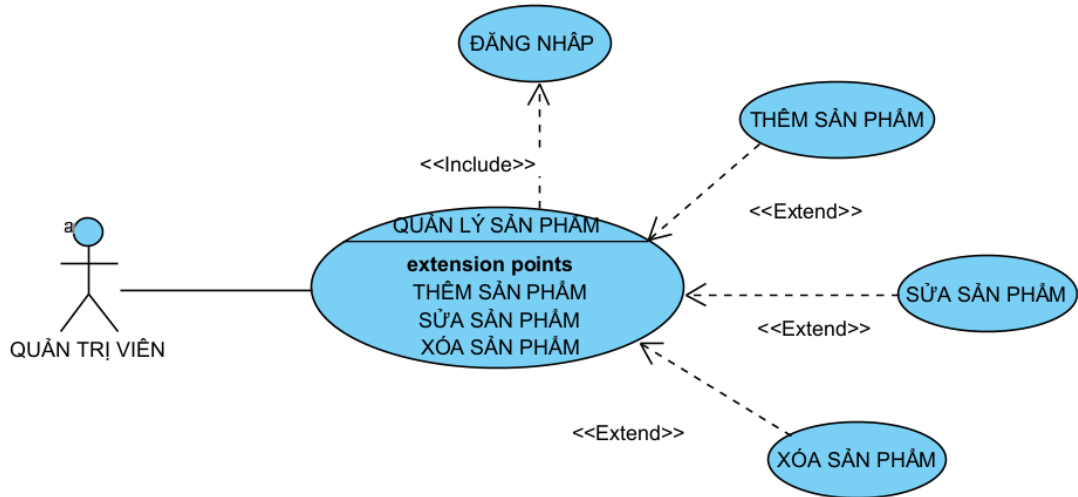 ĐĂNG NHÂP
THÊM SẢN PHẨM
<<Include>>
<<Extend>>
a
QUẢN LÝ SẢN PHẨM
extension points
THÊM SẢN PHẨM
SỬA SẢN PHẨM
XÓA SẢN PHẨM
SỬA SẢN PHẨM
<<Extend>>
QUẢN TRỊ VIÊN
<<Extend>>
XÓA SẢN PHẨM